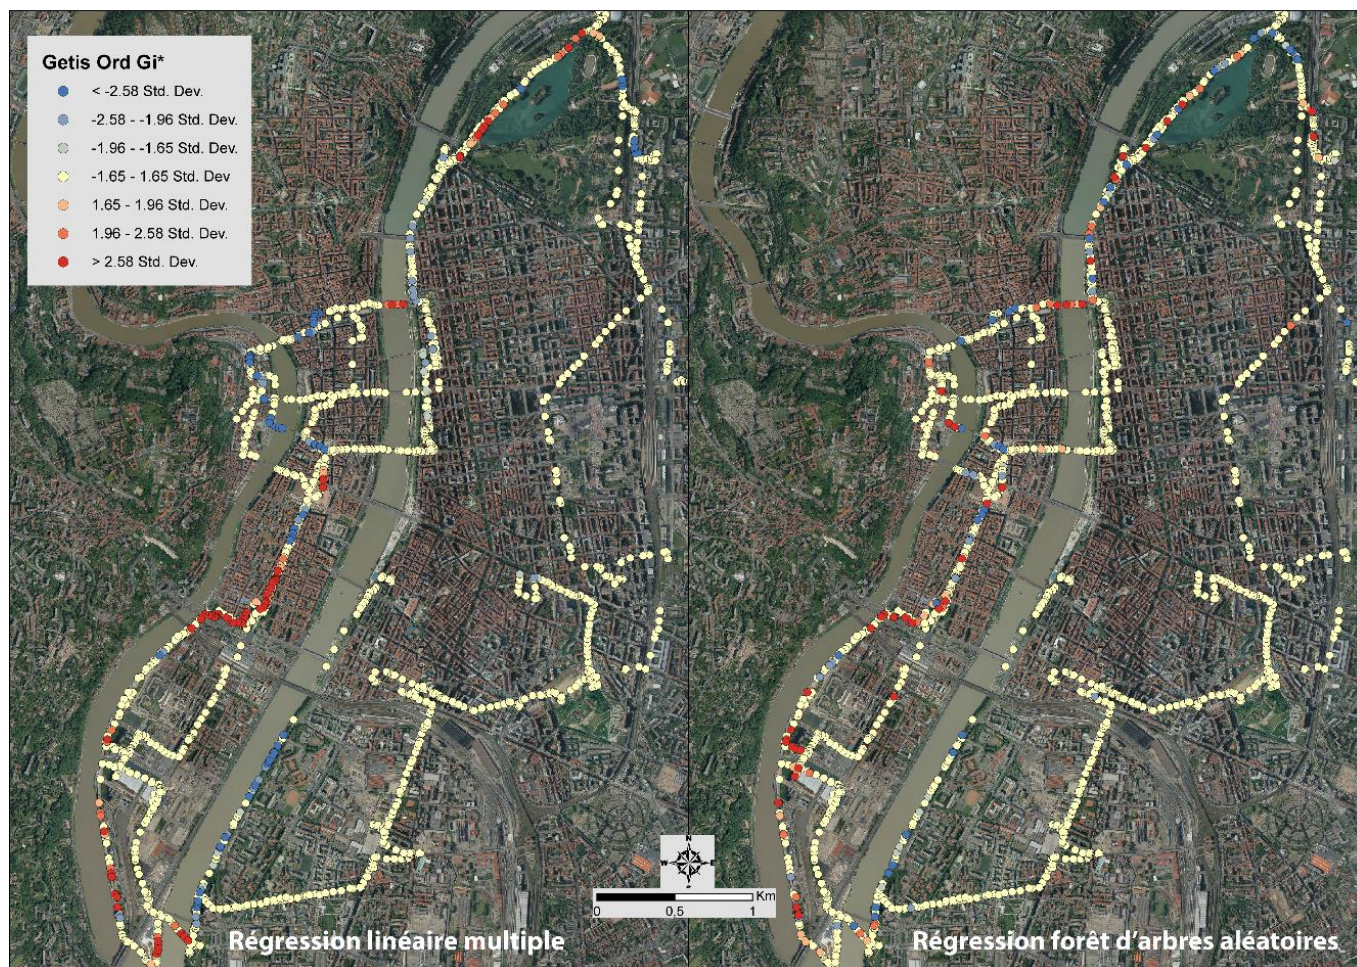 Getis Ord Gi*
< -2.58 Std. Dev.
-2.58 - -1.96 Std. Dev.
-1.96 - -1.65 Std. Dev.
-1.65 - 1.65 Std. Dev
1.65 - 1.96 Std. Dev.
1.96 - 2.58 Std. Dev.
> 2.58 Std. Dev.
N
W E
S
Km
0 0,5 1
Régression linéaire multiple
Régression forêt d'arbres aléatoires